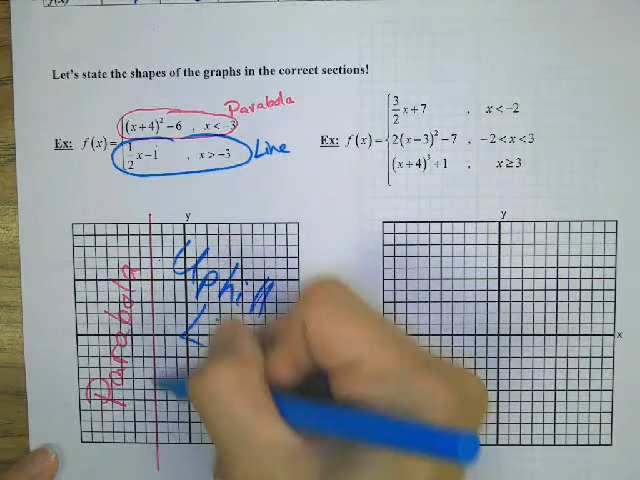 Let's state the shapes of the graphs in the correct sections!
Parabola
Ex: f(x)= (x+4)² − 6 , x < −3
1/2 x − 1 , x > −3 Line
Ex: f(x)= 3/2 x + 7 , x < −2
2(x−3)² − 7 , −2 < x < 3
(x+4)³ + 1 , x ≥ 3
y
Parabola
Uphill
y
x